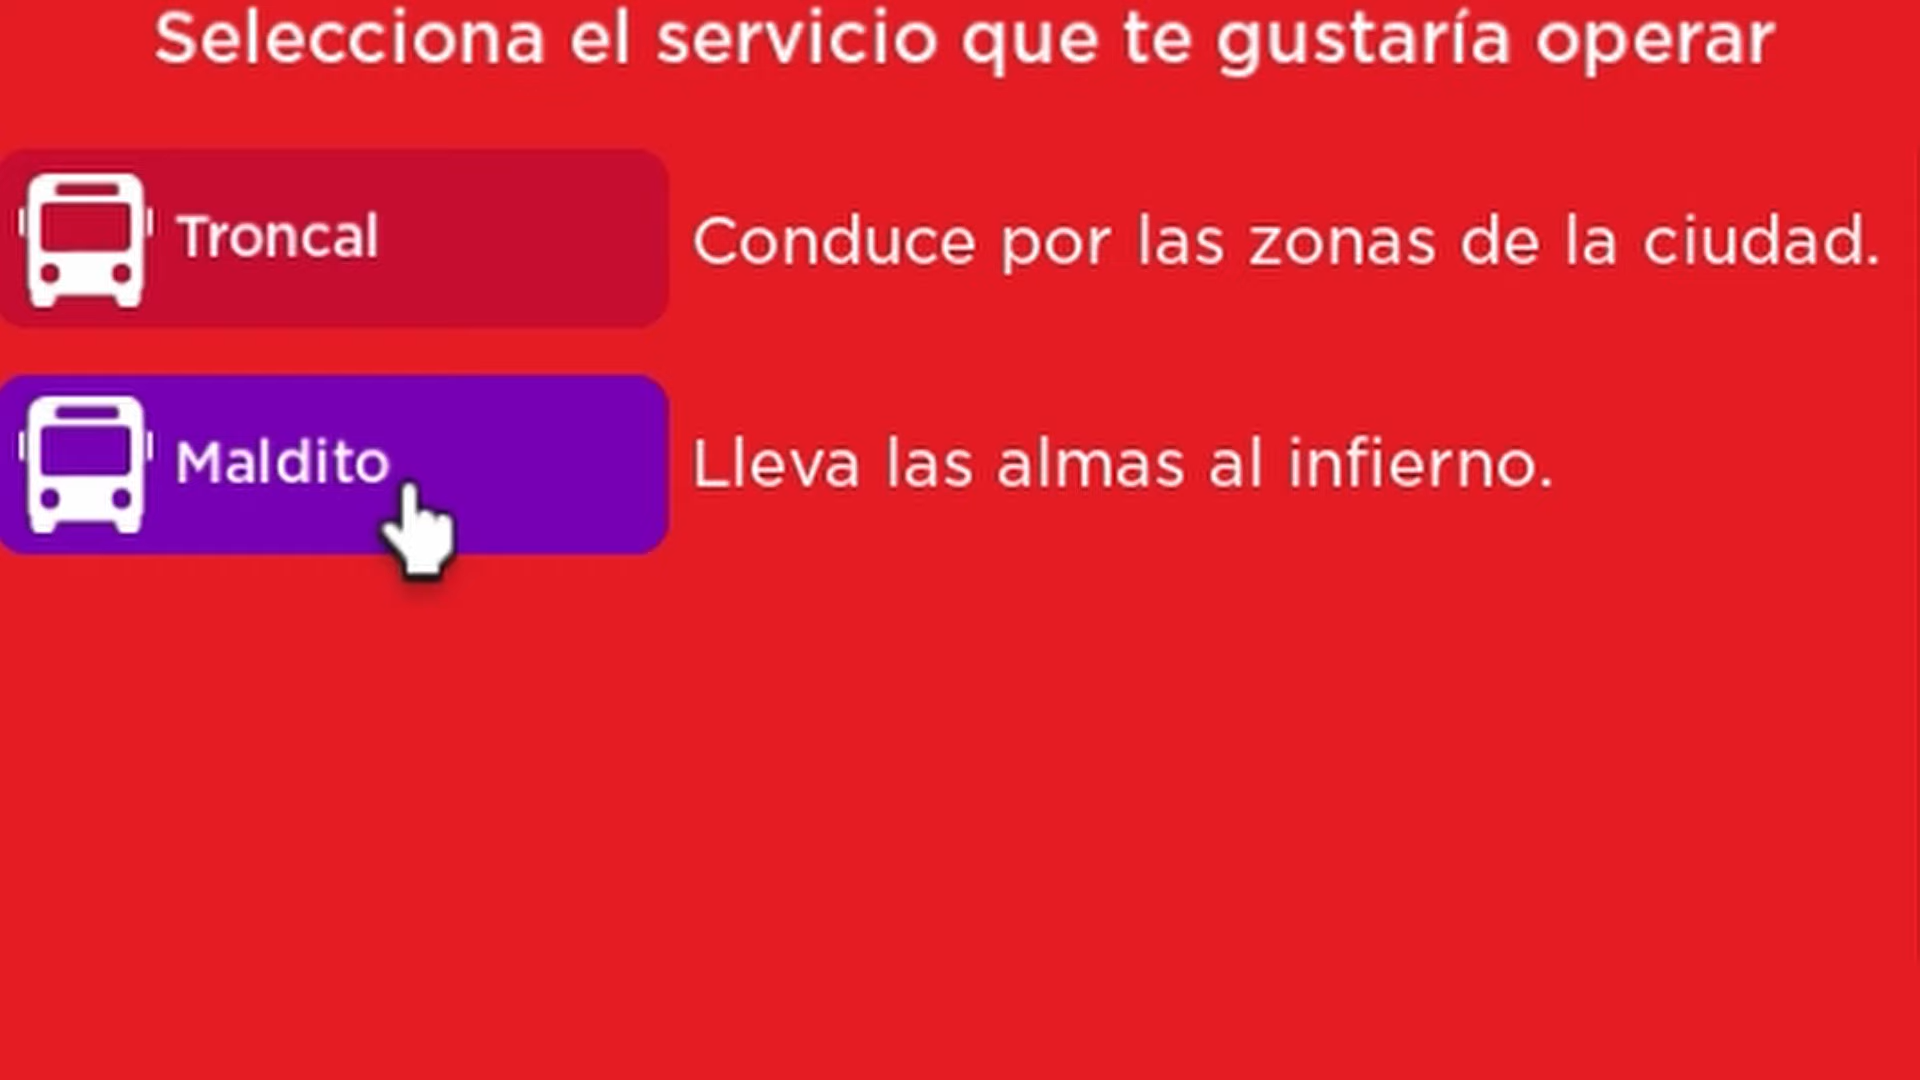 Selecciona el servicio que te gustaría operar
Troncal
Conduce por las zonas de la ciudad.
Maldito
Lleva las almas al infierno.